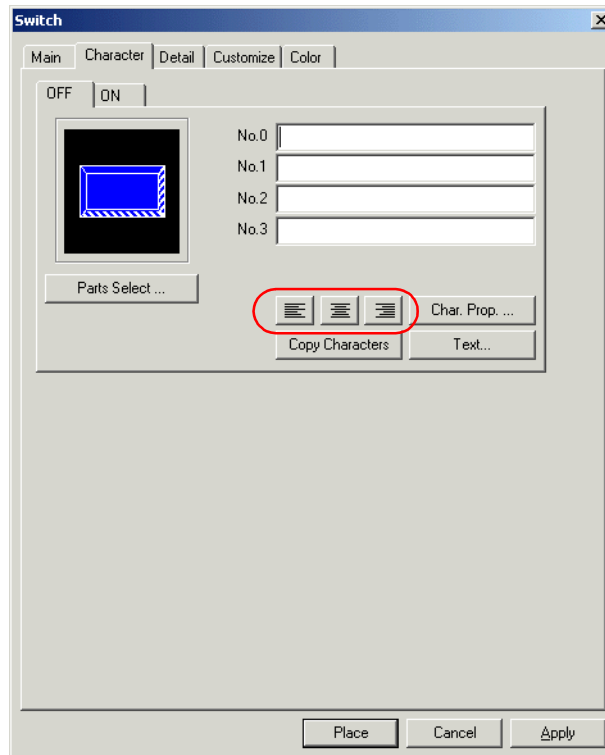 Switch
Main Character Detail Customize Color
OFF ON
No.0
No.1
No.2
No.3
Parts Select ...
Char. Prop. ...
Copy Characters Text...
Place Cancel Apply